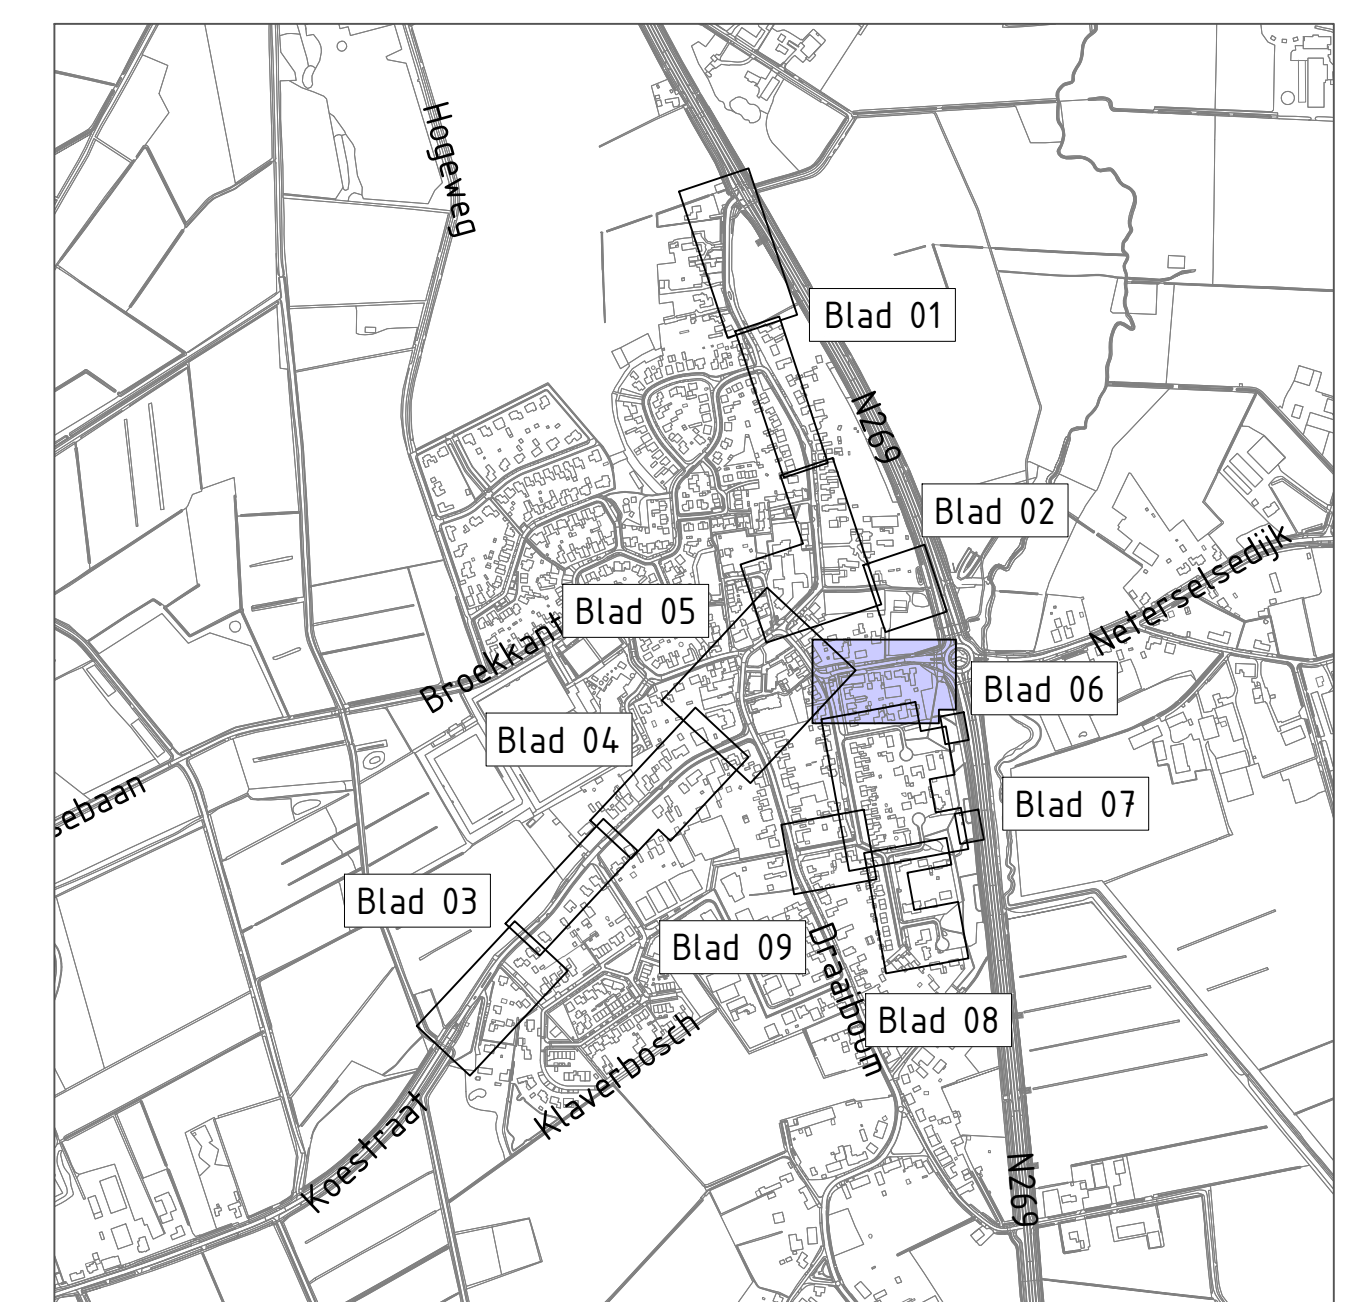 Hogeweg
Blad 01
N269
Blad 02
Neterselsedijk
Blad 05
Broekkant
Blad 06
Blad 04
sebaan
Blad 07
Blad 03
Blad 09
Draaiboom
Blad 08
Klaverbosch
Koestraat
N269